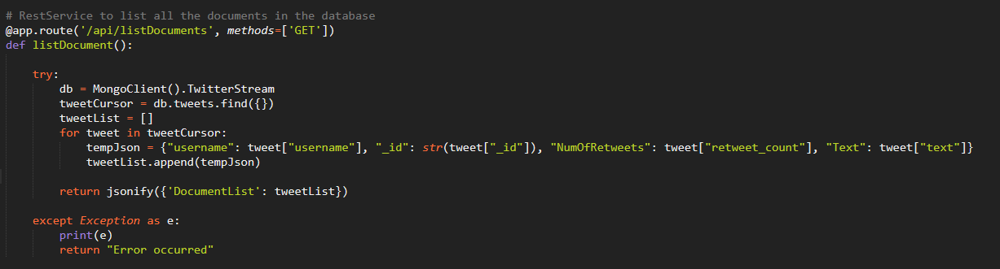 # RestService to list all the documents in the database
@app.route('/api/listDocuments', methods=['GET'])
def listDocument():
try:
db = MongoClient().TwitterStream
tweetCursor = db.tweets.find({})
tweetList = []
for tweet in tweetCursor:
tempJson = {"username": tweet["username"], "_id": str(tweet["_id"]), "NumOfRetweets": tweet["retweet_count"], "Text": tweet["text"]}
tweetList.append(tempJson)
return jsonify({'DocumentList': tweetList})
except Exception as e:
print(e)
return "Error occurred"